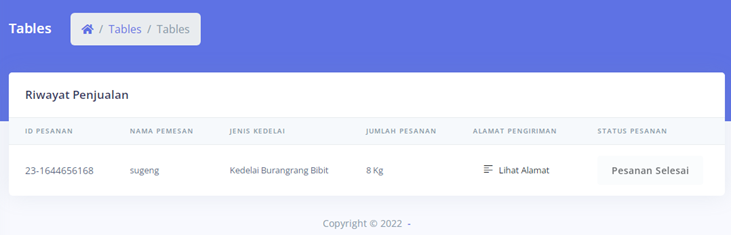 Tables / Tables / Tables
Riwayat Penjualan
ID PESANAN NAMA PEMESAN JENIS KEDELAI JUMLAH PESANAN ALAMAT PENGIRIMAN STATUS PESANAN
23-1644656168 sugeng Kedelai Burangrang Bibit 8 Kg Lihat Alamat Pesanan Selesai
Copyright © 2022 -